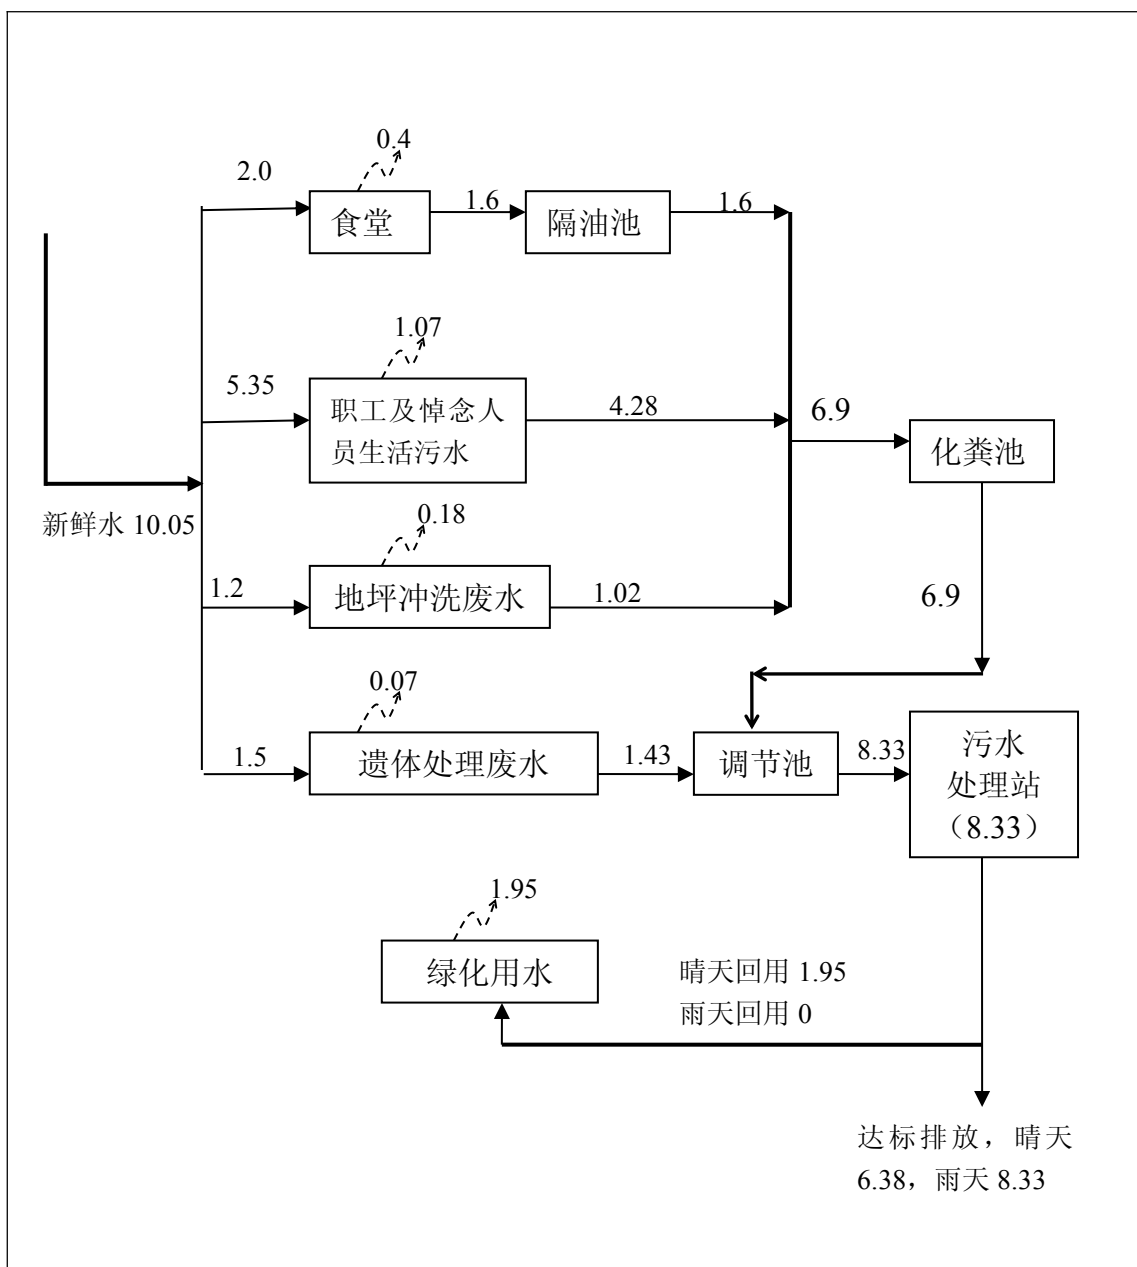 0.4
2.0
食堂
1.6
隔油池
1.6
1.07
5.35
职工及悼念人
员生活污水
4.28
6.9
化粪池
新鲜水 10.05
0.18
1.2
地坪冲洗废水
1.02
6.9
0.07
1.5
遗体处理废水
1.43
调节池
8.33
污水
处理站
（8.33）
1.95
绿化用水
晴天回用 1.95
雨天回用 0
达标排放，晴天
6.38，雨天 8.33